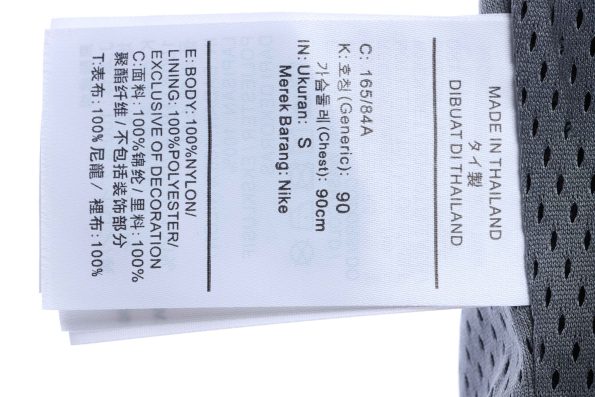 MADE IN THAILAND
タイ製
DIBUAT DI THAILAND
C: 165/84A
K: 호칭(Generic): 90
가슴둘레(Chest): 90cm
IN: Ukuran: S
Merek Barang: Nike
E: BODY: 100%NYLON/
LINING: 100%POLYESTER/
EXCLUSIVE OF DECORATION
C:面料: 100%锦纶/里料: 100%
聚酯纤维/不包括装饰部分
T:表布: 100% 尼龍/ 裡布: 100%